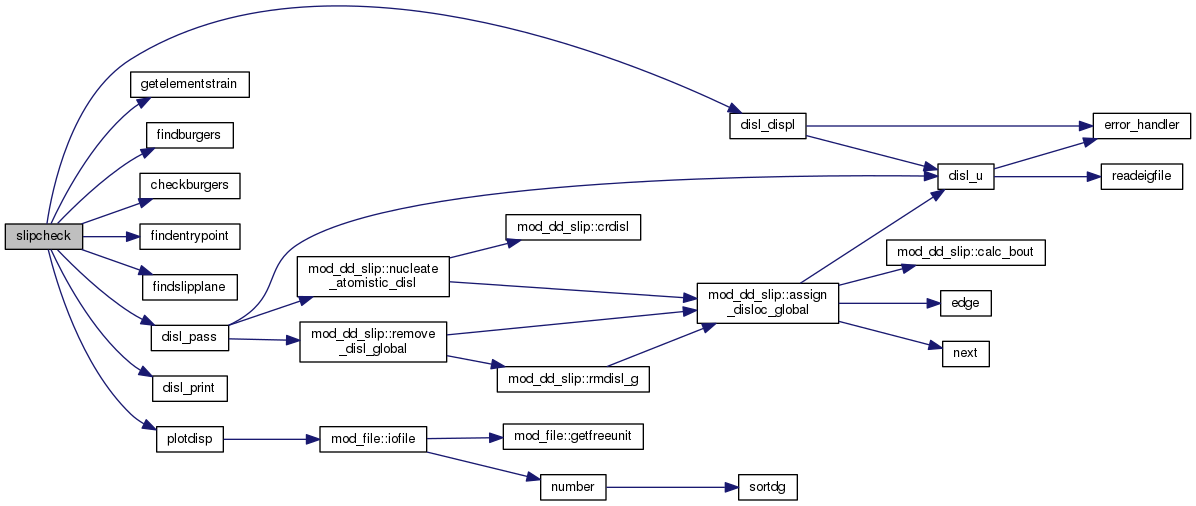 getelementstrain
findburgers
disl_displ
error_handler
checkburgers
disl_u
readeigfile
slipcheck
findentrypoint
mod_dd_slip::crdisl
mod_dd_slip::calc_bout
findslipplane
mod_dd_slip::nucleate
_atomistic_disl
mod_dd_slip::assign
_disloc_global
edge
disl_pass
mod_dd_slip::remove
_disl_global
next
disl_print
mod_dd_slip::rmdisl_g
plotdisp
mod_file::iofile
mod_file::getfreeunit
number
sortdg